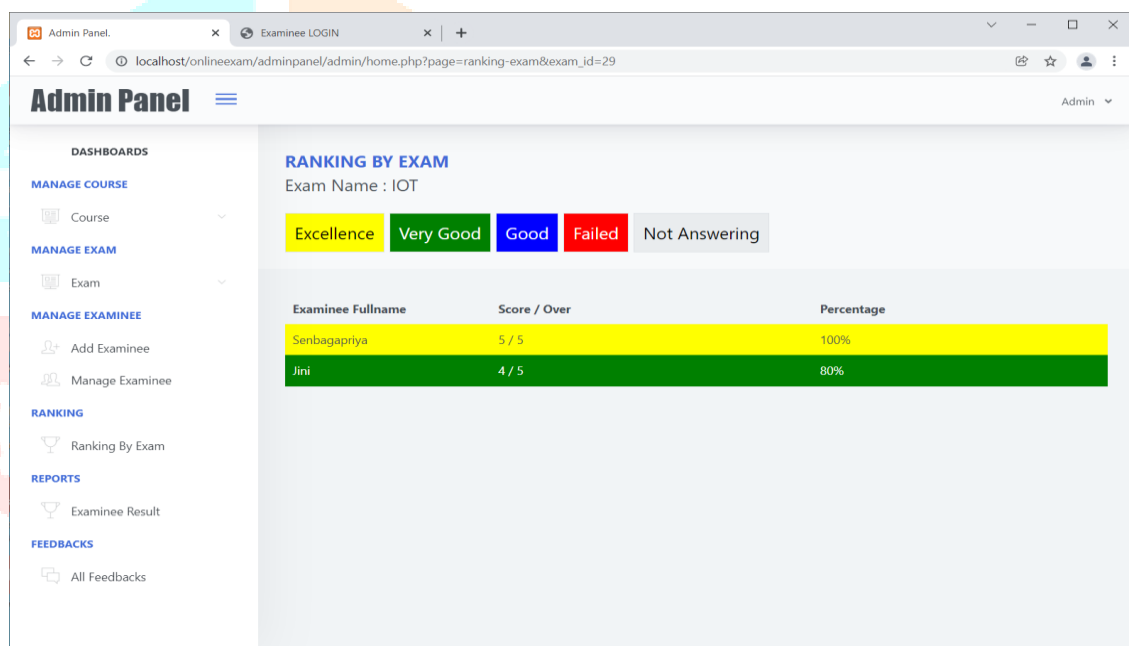 Admin Panel.
Examinee LOGIN
localhost/onlineexam/adminpanel/admin/home.php?page=ranking-exam&exam_id=29
Admin Panel
Admin
DASHBOARDS
MANAGE COURSE
Course
MANAGE EXAM
Exam
MANAGE EXAMINEE
Add Examinee
Manage Examinee
RANKING
Ranking By Exam
REPORTS
Examinee Result
FEEDBACKS
All Feedbacks
RANKING BY EXAM
Exam Name : IOT
Excellence Very Good Good Failed Not Answering
Examinee Fullname Score / Over Percentage
Senbagapriya 5 / 5 100%
Jini 4 / 5 80%